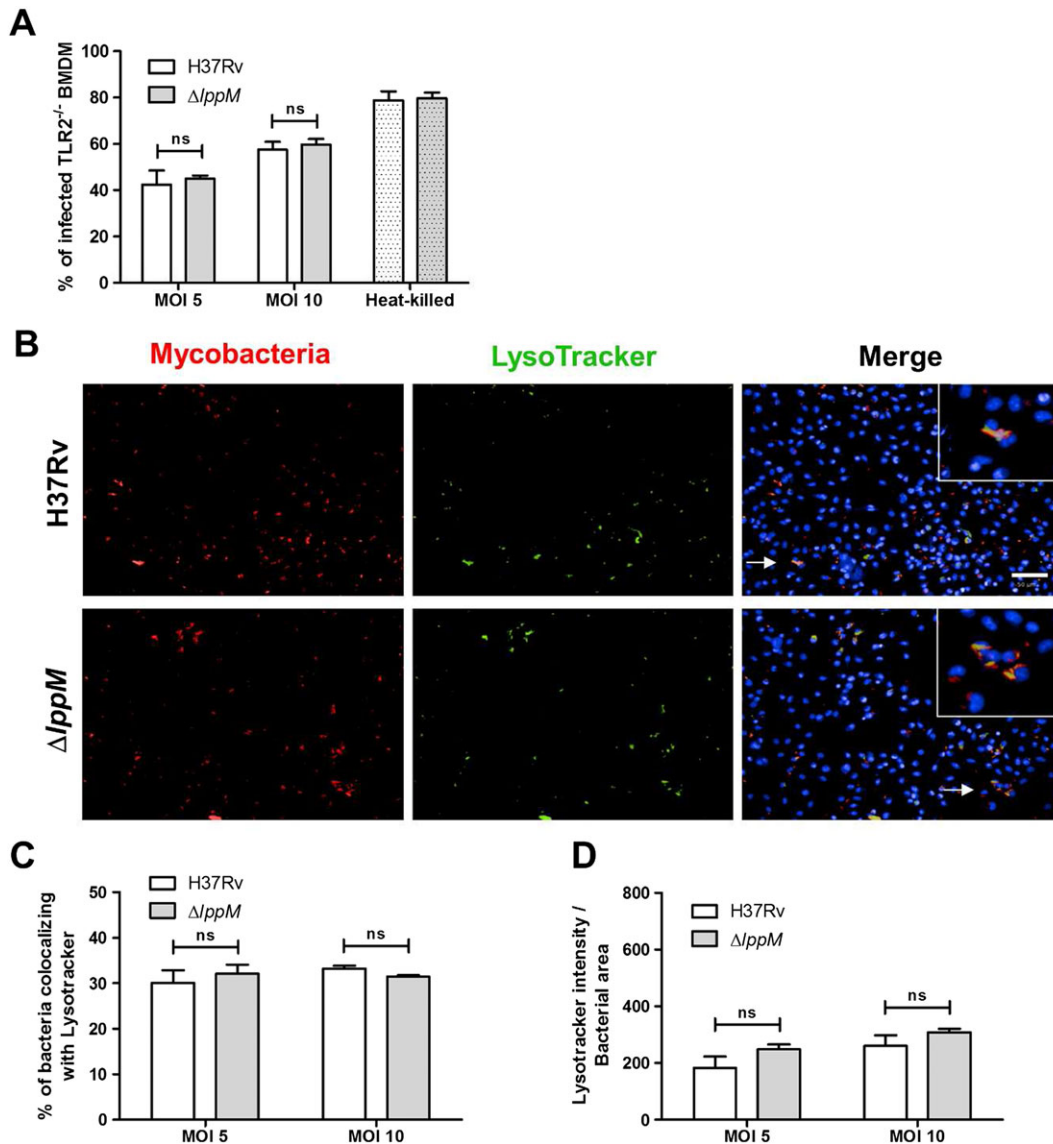 A
% of infected TLR2-/- BMDM
100
80
60
40
20
0
H37Rv
ΔlppM
ns
ns
MOI 5
MOI 10
Heat-killed
B
Mycobacteria
LysoTracker
Merge
H37Rv
ΔlppM
C
% of bacteria colocalizing
with Lysotracker
50
40
30
20
10
0
H37Rv
ΔlppM
ns
ns
MOI 5
MOI 10
D
Lysotracker intensity /
Bacterial area
800
600
400
200
0
H37Rv
ΔlppM
ns
ns
MOI 5
MOI 10